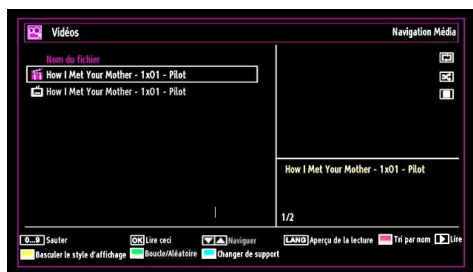 Vidéos Navigation Média
Nom du fichier
How I Met Your Mother - 1x01 - Pilot
How I Met Your Mother - 1x01 - Pilot
How I Met Your Mother - 1x01 - Pilot
1/2
0...9 Sauter OK Lire ceci Naviguer LANG Aperçu de la lecture Tri par nom Lire
Basculer le style d'affichage Boucle/Aléatoire Changer de support